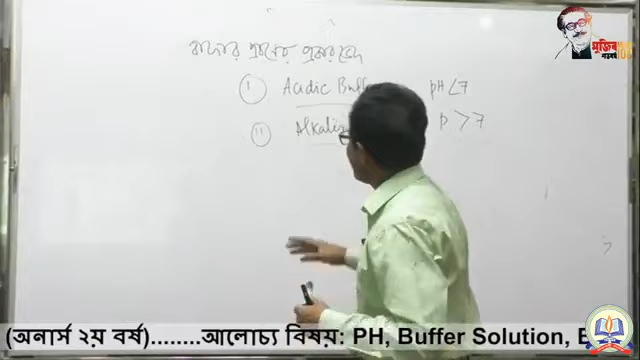 বাফার দ্রবণের প্রকারভেদ
(i) Acidic Buff pH < 7
(ii) Alkali p > 7
মুজিব
(অনার্স ২য় বর্ষ)........আলোচ্য বিষয়: PH, Buffer Solution, B